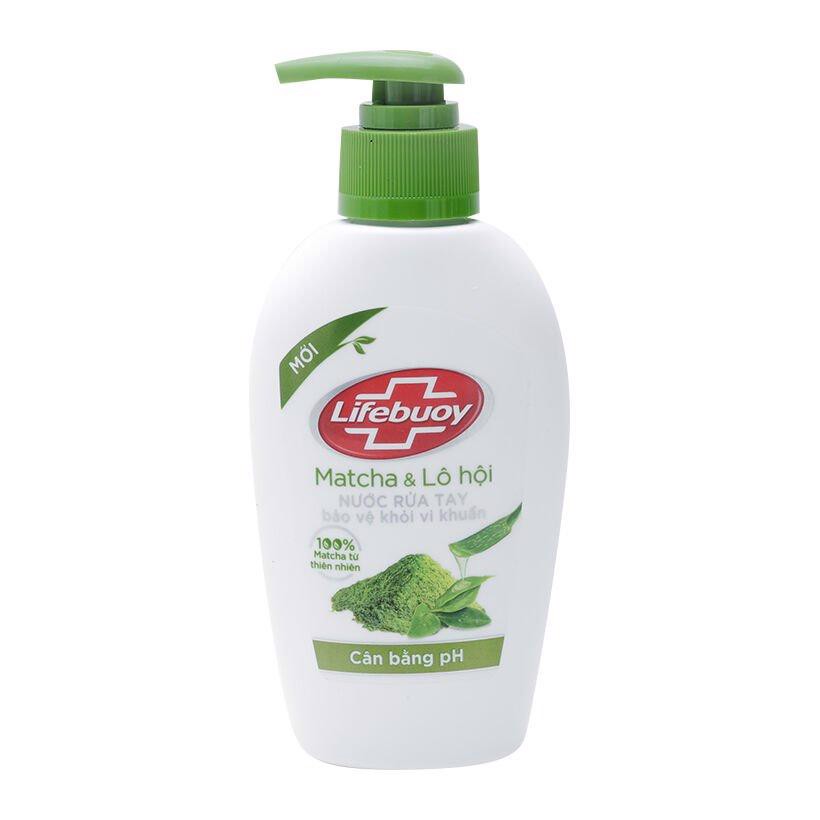 MỚI
Lifebuoy
Matcha & Lô hội
NƯỚC RỬA TAY
bảo vệ khỏi vi khuẩn
100%
Matcha từ
thiên nhiên
Cân bằng pH